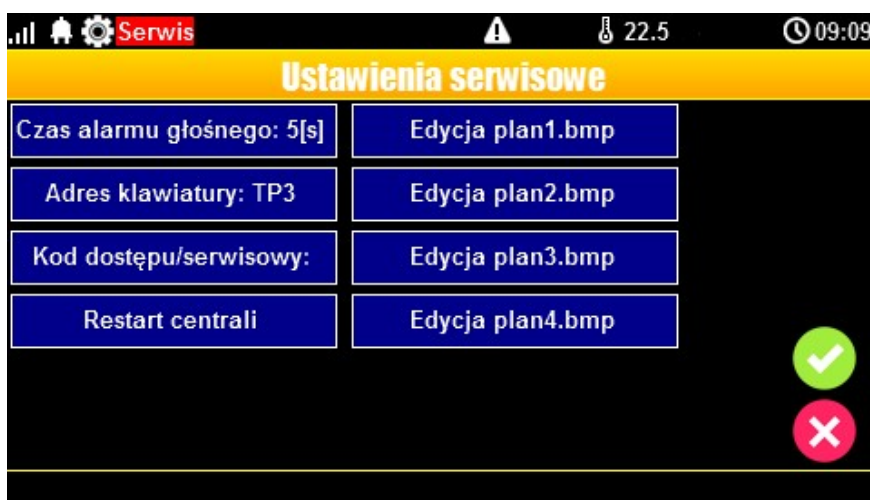 Serwis 22.5 09:09
Ustawienia serwisowe
Czas alarmu głośnego: 5[s]
Edycja plan1.bmp
Adres klawiatury: TP3
Edycja plan2.bmp
Kod dostępu/serwisowy:
Edycja plan3.bmp
Restart centrali
Edycja plan4.bmp